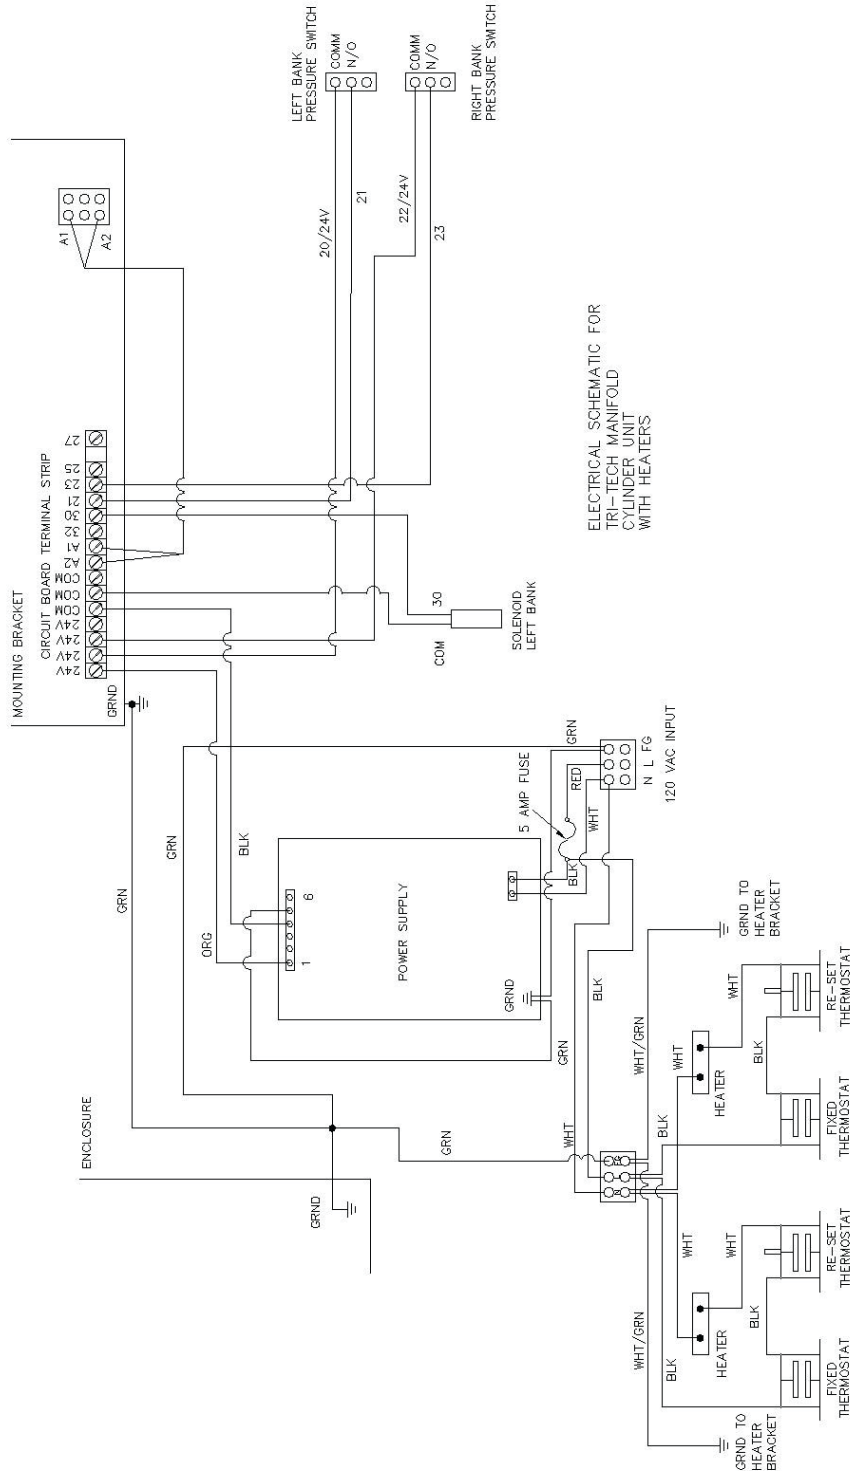 MOUNTING BRACKET
CIRCUIT BOARD TERMINAL STRIP
24V
24V
24V
24V
COM
COM
COM
A2
A1
32
30
21
23
25
27
A1
A2
GRND
LEFT BANK
PRESSURE SWITCH
COMM
N/O
RIGHT BANK
PRESSURE SWITCH
COMM
N/O
20/24V
21
22/24V
23
ELECTRICAL SCHEMATIC FOR
TRI-TECH MANIFOLD
CYLINDER UNIT
WITH HEATERS
30
COM
SOLENOID
LEFT BANK
GRN
GRN
ORG
BLK
1
6
POWER SUPPLY
GRND
5 AMP FUSE
GRN
RED
WHT
BLK
N L FG
120 VAC INPUT
ENCLOSURE
GRND
GRN
GRN
WHT
BLK
N
L
FG
WHT/GRN
GRND TO
HEATER
BRACKET
BLK
WHT
HEATER
WHT
BLK
FIXED
THERMOSTAT
RE-SET
THERMOSTAT
WHT/GRN
GRND TO
HEATER
BRACKET
BLK
WHT
HEATER
WHT
BLK
FIXED
THERMOSTAT
RE-SET
THERMOSTAT